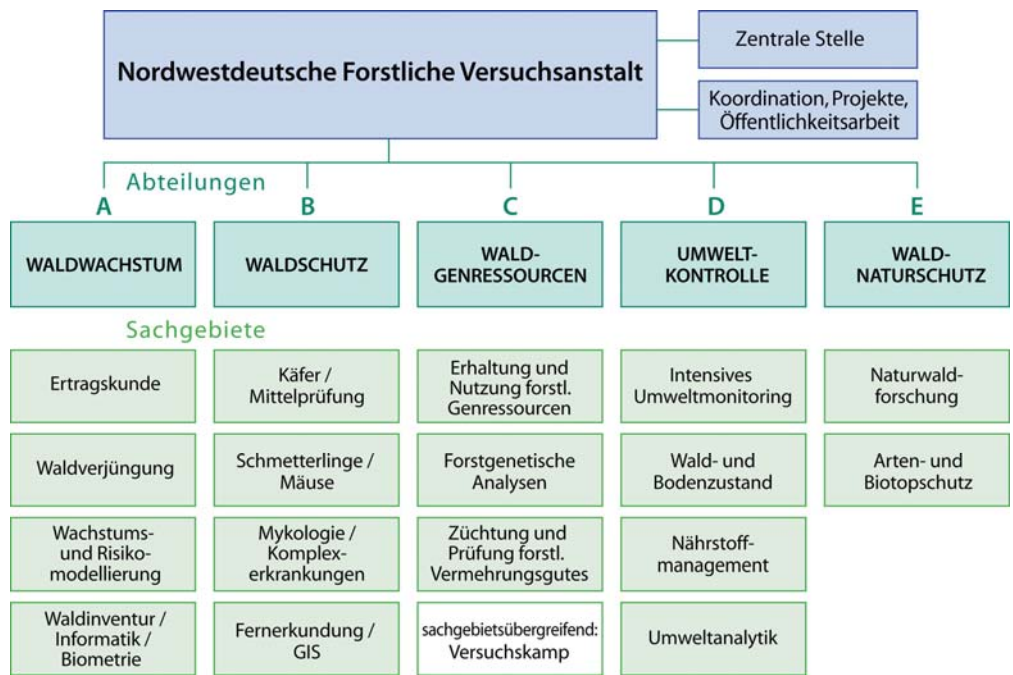 Nordwestdeutsche Forstliche Versuchsanstalt
Zentrale Stelle
Koordination, Projekte,
Öffentlichkeitsarbeit
Abteilungen
A
B
C
D
E
WALDWACHSTUM
WALDSCHUTZ
WALD-
GENRESSOURCEN
UMWELT-
KONTROLLE
WALD-
NATURSCHUTZ
Sachgebiete
Ertragskunde
Waldverjüngung
Wachstums-
und Risiko-
modellierung
Waldinventur /
Informatik /
Biometrie
Käfer /
Mittelprüfung
Schmetterlinge /
Mäuse
Mykologie /
Komplex-
erkrankungen
Fernerkundung /
GIS
Erhaltung und
Nutzung forstl.
Genressourcen
Forstgenetische
Analysen
Züchtung und
Prüfung forstl.
Vermehrungsgutes
sachgebietsübergreifend:
Versuchskamp
Intensives
Umweltmonitoring
Wald- und
Bodenzustand
Nährstoff-
management
Umweltanalytik
Naturwald-
forschung
Arten- und
Biotopschutz